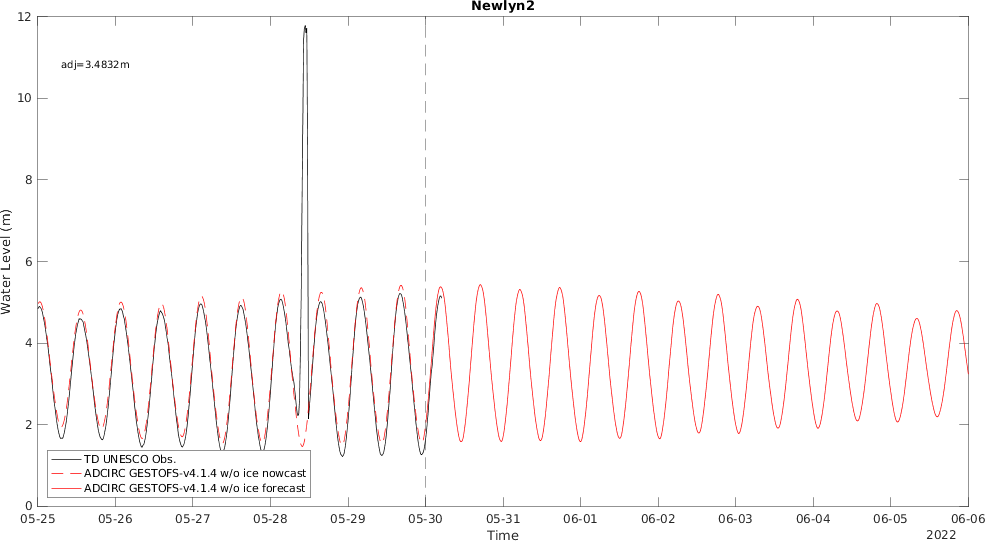 Newlyn2
12
10
8
6
4
2
0
Water Level (m)
adj=3.4832m
TD UNESCO Obs.
ADCIRC GESTOFS-v4.1.4 w/o ice nowcast
ADCIRC GESTOFS-v4.1.4 w/o ice forecast
05-25 05-26 05-27 05-28 05-29 05-30 05-31 06-01 06-02 06-03 06-04 06-05 06-06
Time
2022